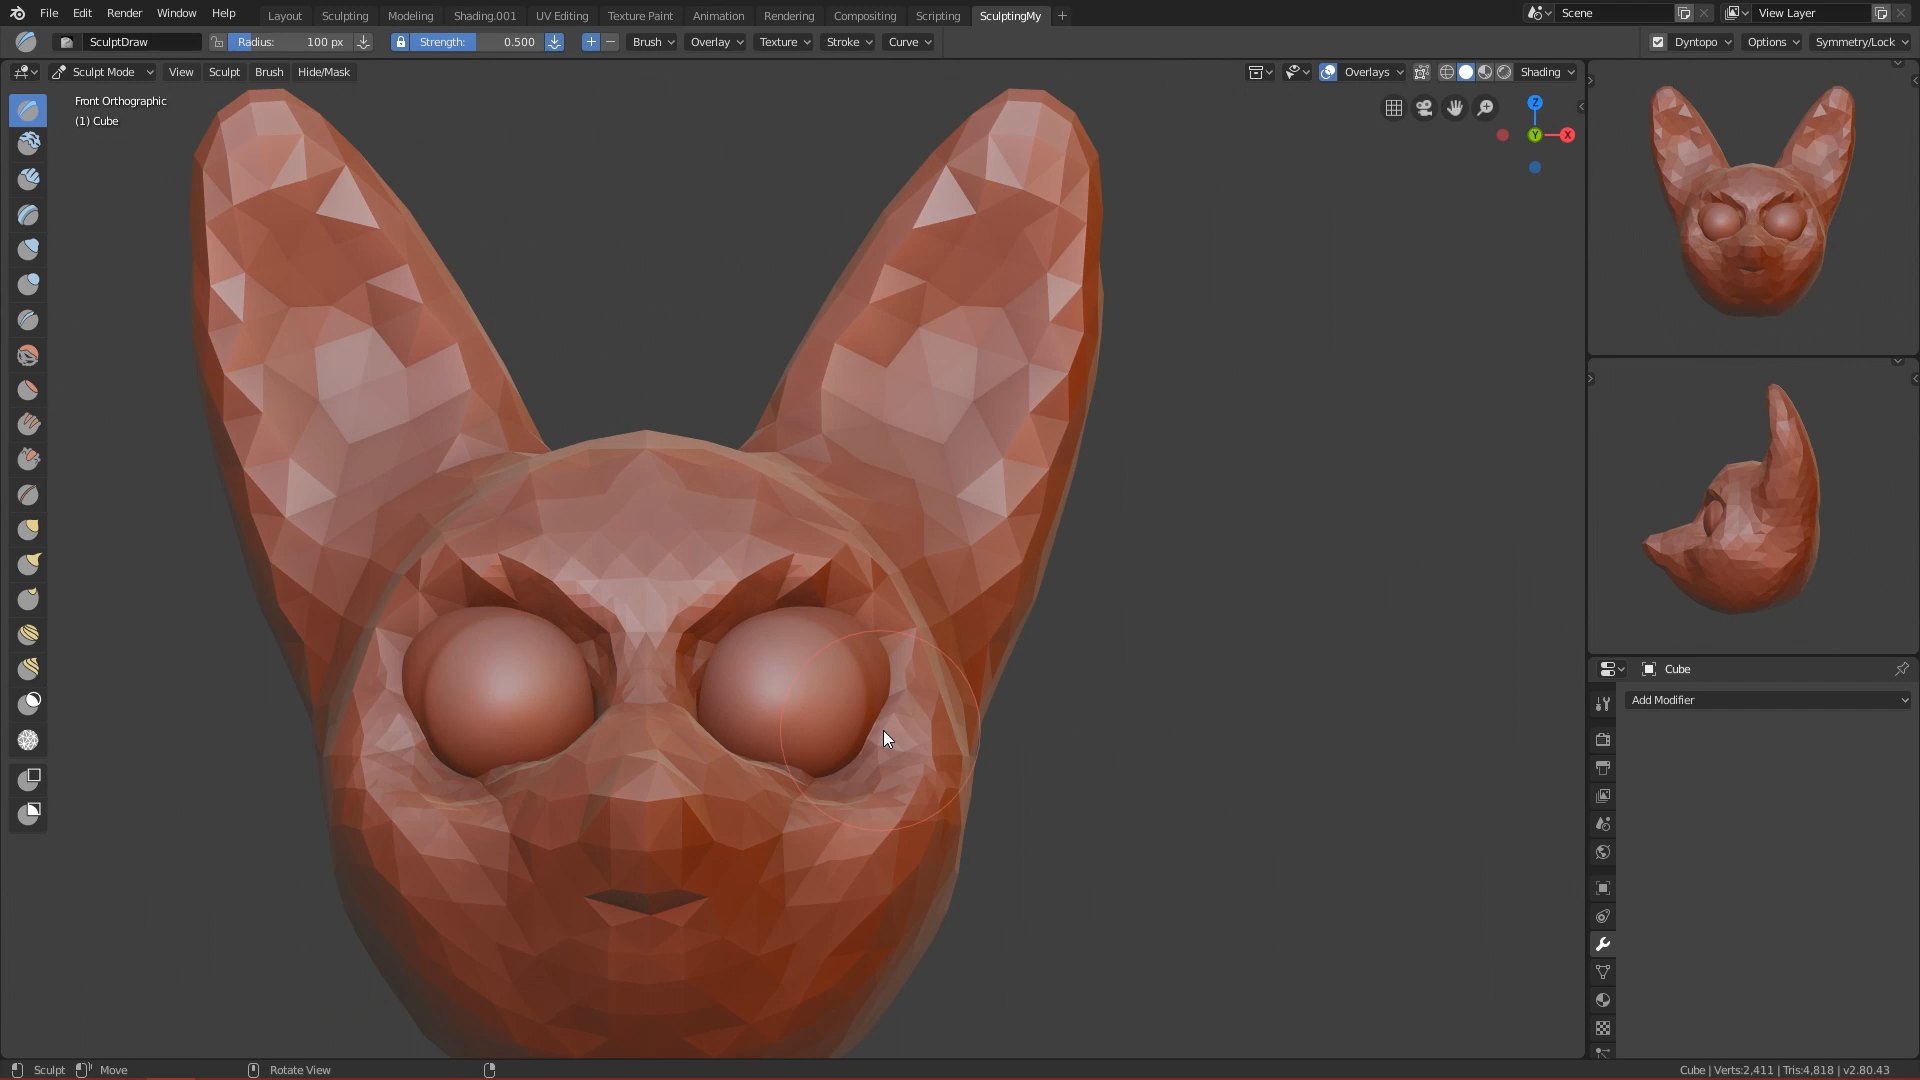 File Edit Render Window Help Layout Sculpting Modeling Shading.001 UV Editing Texture Paint Animation Rendering Compositing Scripting SculptingMy + Scene View Layer
SculptDraw Radius: 100 px Strength: 0.500 Brush Overlay Texture Stroke Curve Dyntopo Options Symmetry/Lock
Sculpt Mode View Sculpt Brush Hide/Mask Overlays Shading
Front Orthographic
(1) Cube
Z
Y
X
Cube
Add Modifier
Sculpt Move Rotate View Cube | Verts:2,411 | Tris:4,818 | v2.80.43